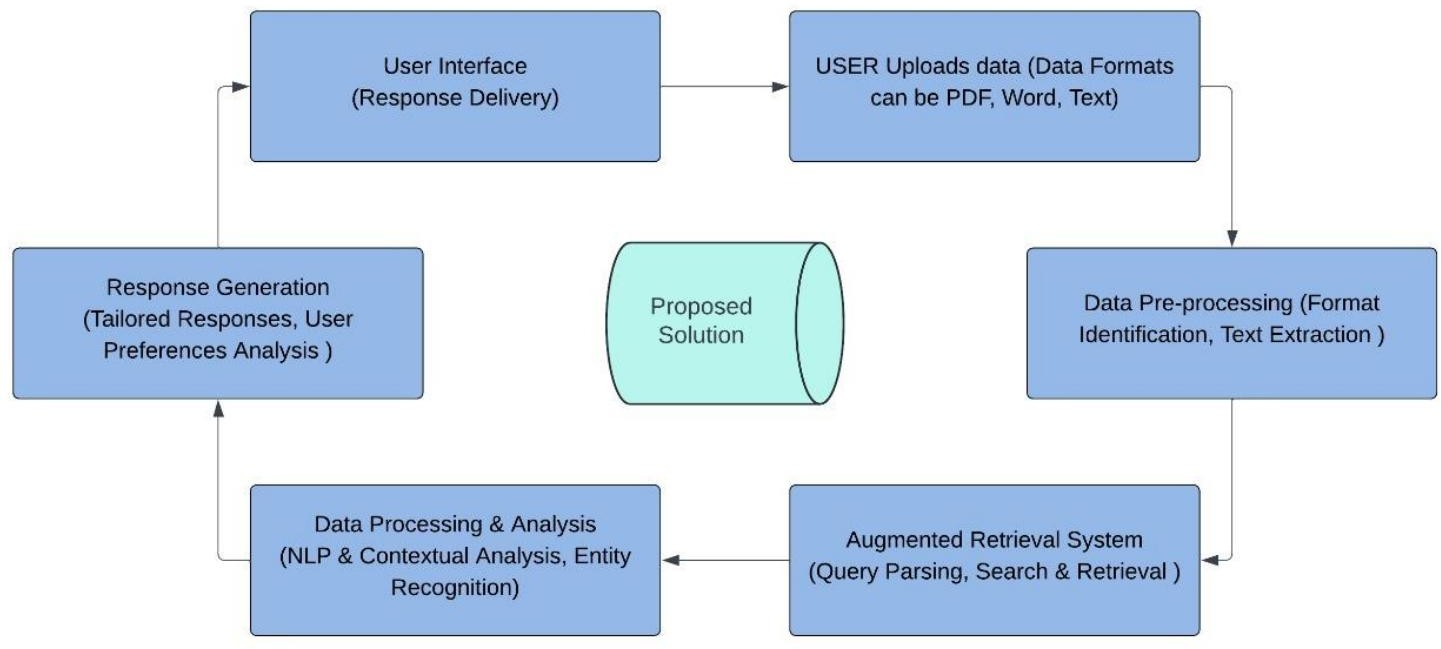 User Interface
(Response Delivery)
USER Uploads data (Data Formats
can be PDF, Word, Text)
Response Generation
(Tailored Responses, User
Preferences Analysis )
Proposed
Solution
Data Pre-processing (Format
Identification, Text Extraction )
Data Processing & Analysis
(NLP & Contextual Analysis, Entity
Recognition)
Augmented Retrieval System
(Query Parsing, Search & Retrieval )